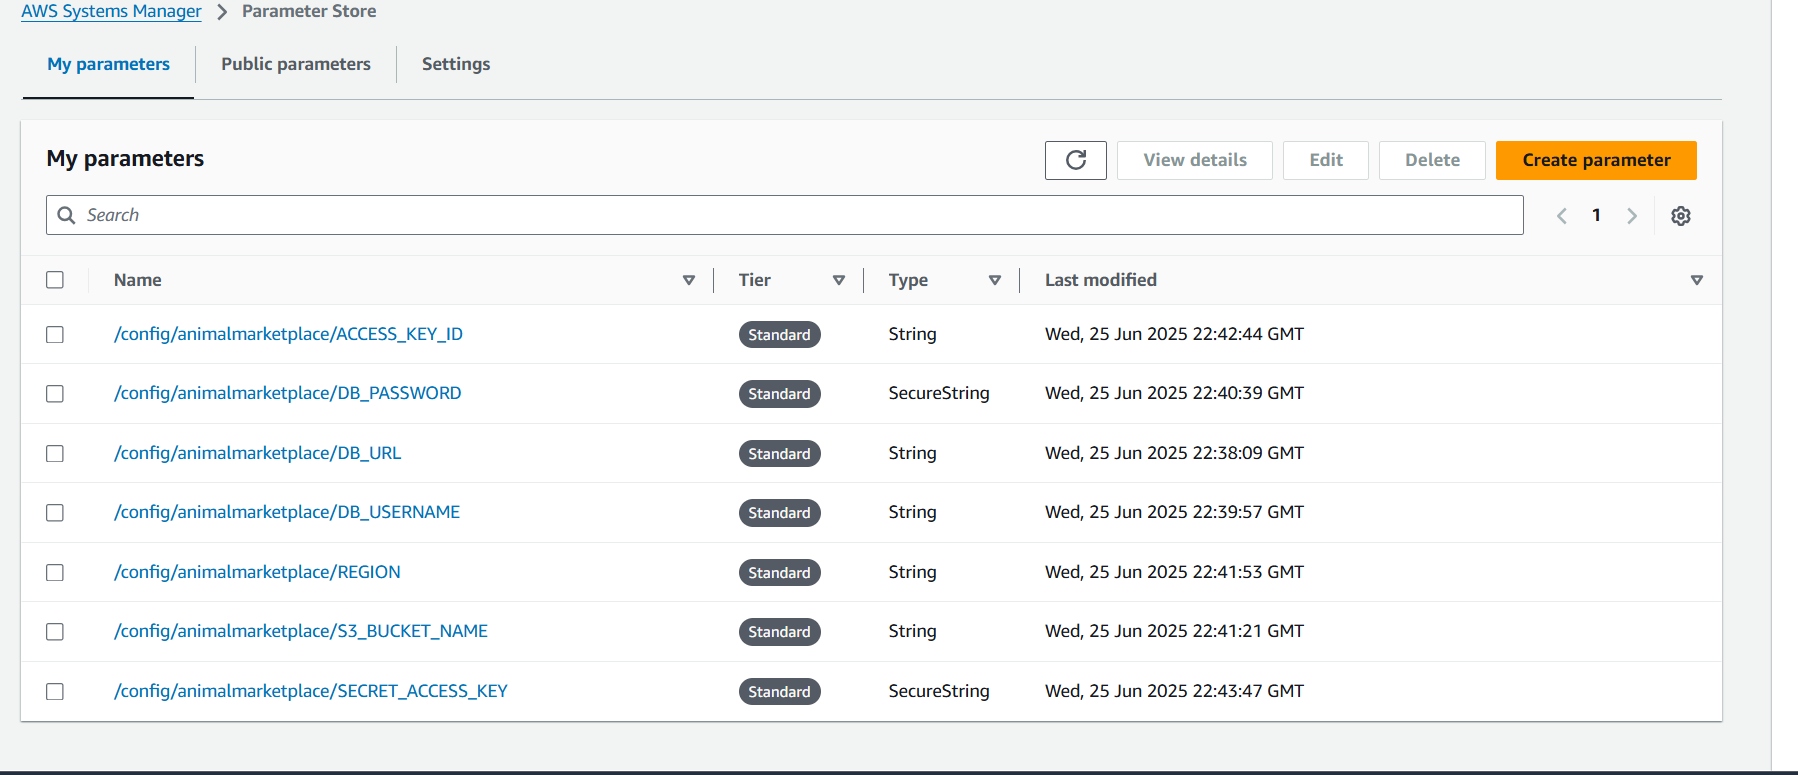 AWS Systems Manager > Parameter Store
My parameters Public parameters Settings
My parameters View details Edit Delete Create parameter
Search 1
Name Tier Type Last modified
/config/animalmarketplace/ACCESS_KEY_ID Standard String Wed, 25 Jun 2025 22:42:44 GMT
/config/animalmarketplace/DB_PASSWORD Standard SecureString Wed, 25 Jun 2025 22:40:39 GMT
/config/animalmarketplace/DB_URL Standard String Wed, 25 Jun 2025 22:38:09 GMT
/config/animalmarketplace/DB_USERNAME Standard String Wed, 25 Jun 2025 22:39:57 GMT
/config/animalmarketplace/REGION Standard String Wed, 25 Jun 2025 22:41:53 GMT
/config/animalmarketplace/S3_BUCKET_NAME Standard String Wed, 25 Jun 2025 22:41:21 GMT
/config/animalmarketplace/SECRET_ACCESS_KEY Standard SecureString Wed, 25 Jun 2025 22:43:47 GMT